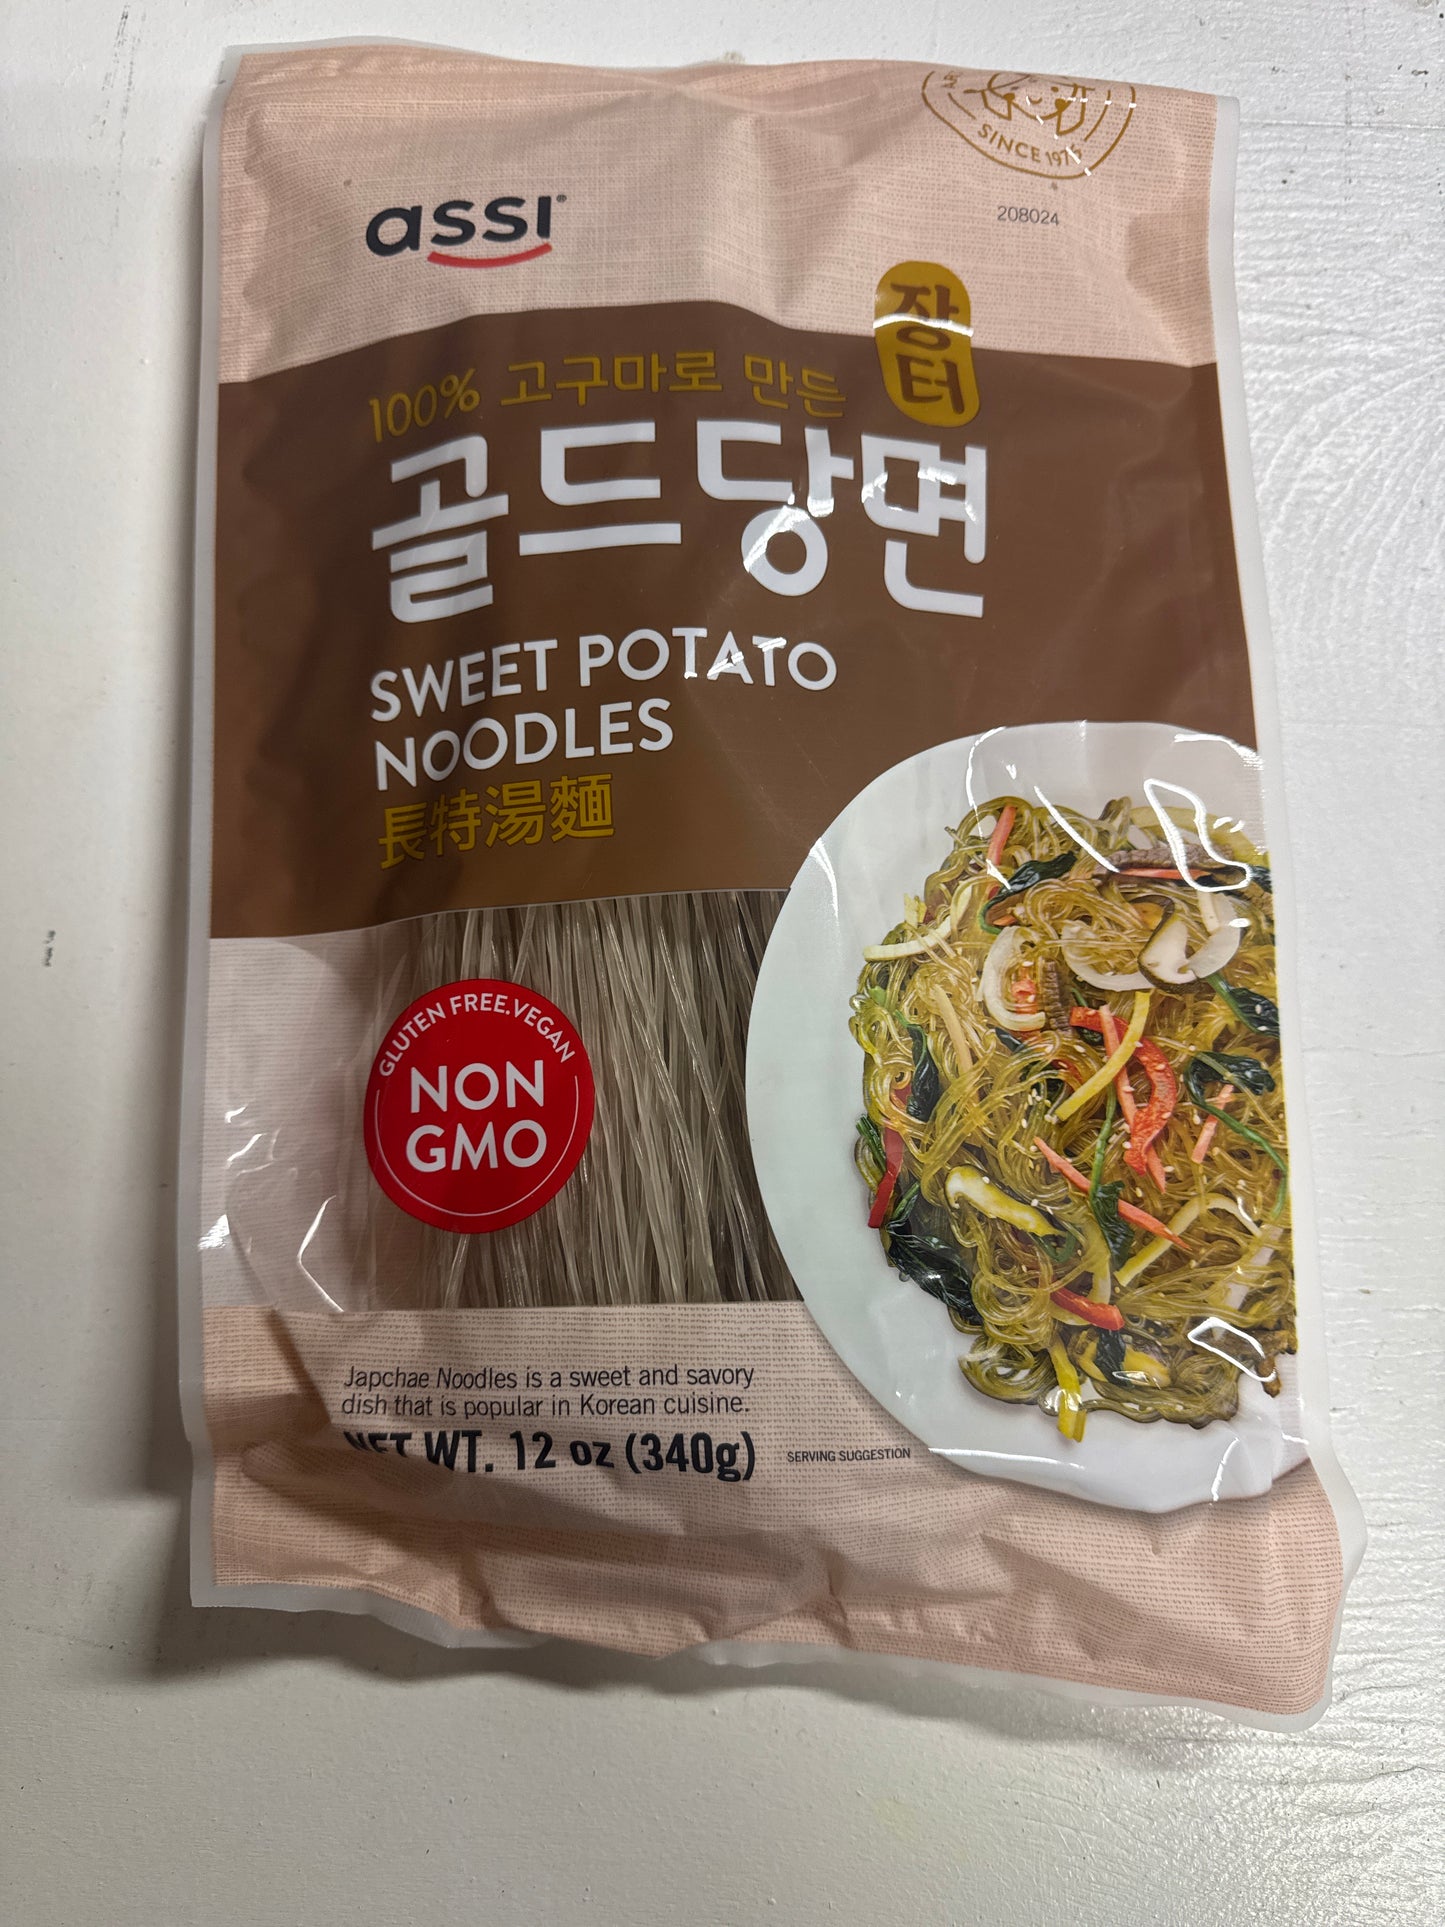 SINCE 197
assi®
208024
장터
100% 고구마로 만든
골드당면
SWEET POTATO
NOODLES
長特湯麵
GLUTEN FREE.VEGAN
NON
GMO
Japchae Noodles is a sweet and savory
dish that is popular in Korean cuisine.
NET WT. 12 oz (340g)
SERVING SUGGESTION